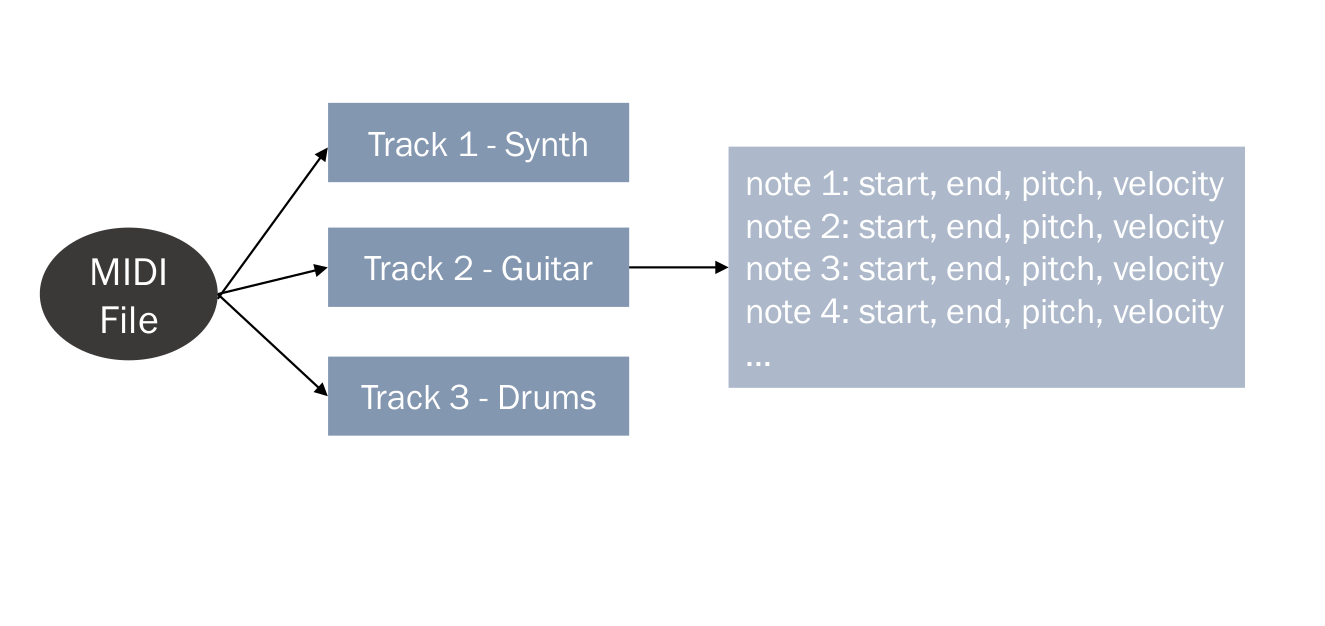 MIDI
File
Track 1 - Synth
Track 2 - Guitar
Track 3 - Drums
note 1: start, end, pitch, velocity
note 2: start, end, pitch, velocity
note 3: start, end, pitch, velocity
note 4: start, end, pitch, velocity
...